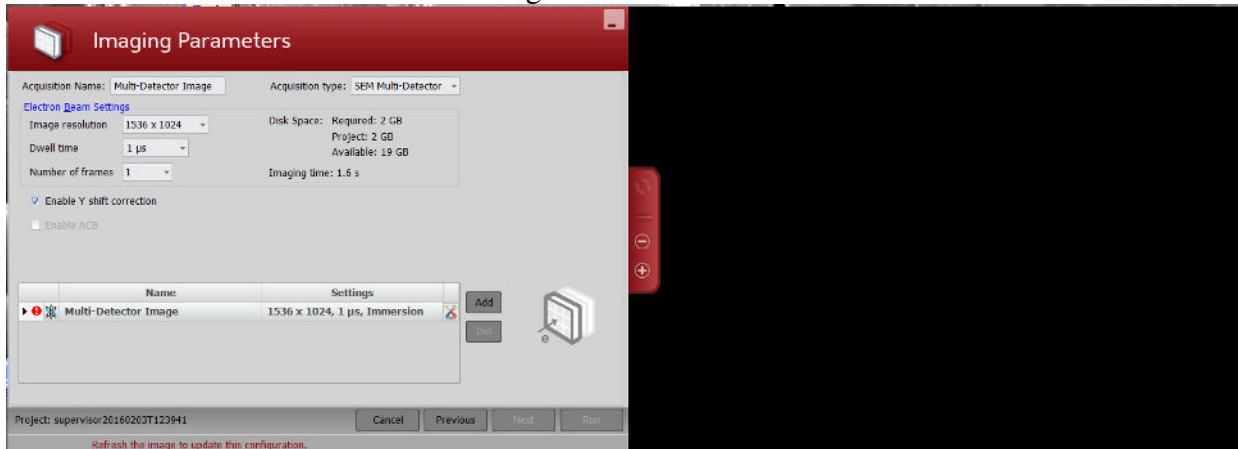 Imaging Parameters
Acquisition Name: Multi-Detector Image Acquisition type: SEM Multi-Detector
Electron Beam Settings
Image resolution 1536 x 1024 Disk Space: Required: 2 GB
Project: 2 GB
Dwell time 1 µs Available: 19 GB
Number of frames 1 Imaging time: 1.6 s
Enable Y shift correction
Enable ACB
Name Settings
Multi-Detector Image 1536 x 1024, 1 µs, Immersion
Add
Del
e
Project: supervisor20160203T123941 Cancel Previous Next Run
Refresh the image to update this configuration.